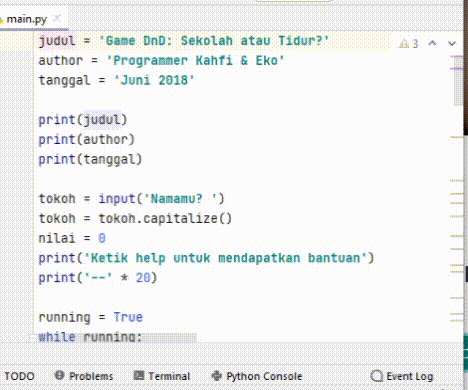 main.py
judul = 'Game DnD: Sekolah atau Tidur?'
3
author = 'Programmer Kahfi & Eko'
tanggal = 'Juni 2018'
print(judul)
print(author)
print(tanggal)
tokoh = input('Namamu? ')
tokoh = tokoh.capitalize()
nilai = 0
print('Ketik help untuk mendapatkan bantuan')
print('--' * 20)
running = True
while running:
TODO Problems Terminal Python Console Event Log